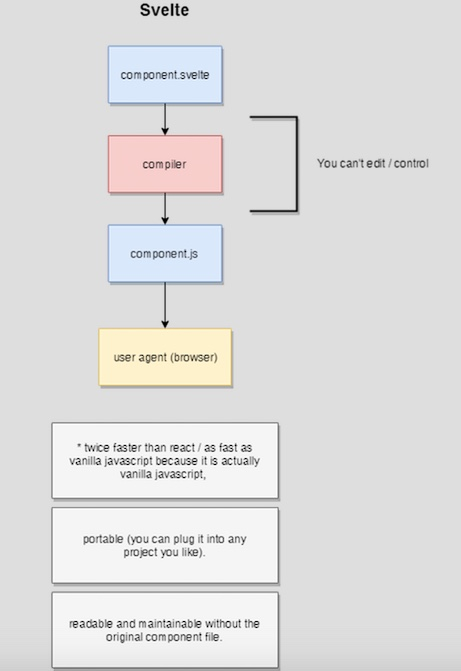 Svelte
component.svelte
compiler
You can't edit / control
component.js
user agent (browser)
* twice faster than react / as fast as
vanilla javascript because it is actually
vanilla javascript,
portable (you can plug it into any
project you like).
readable and maintainable without the
original component file.